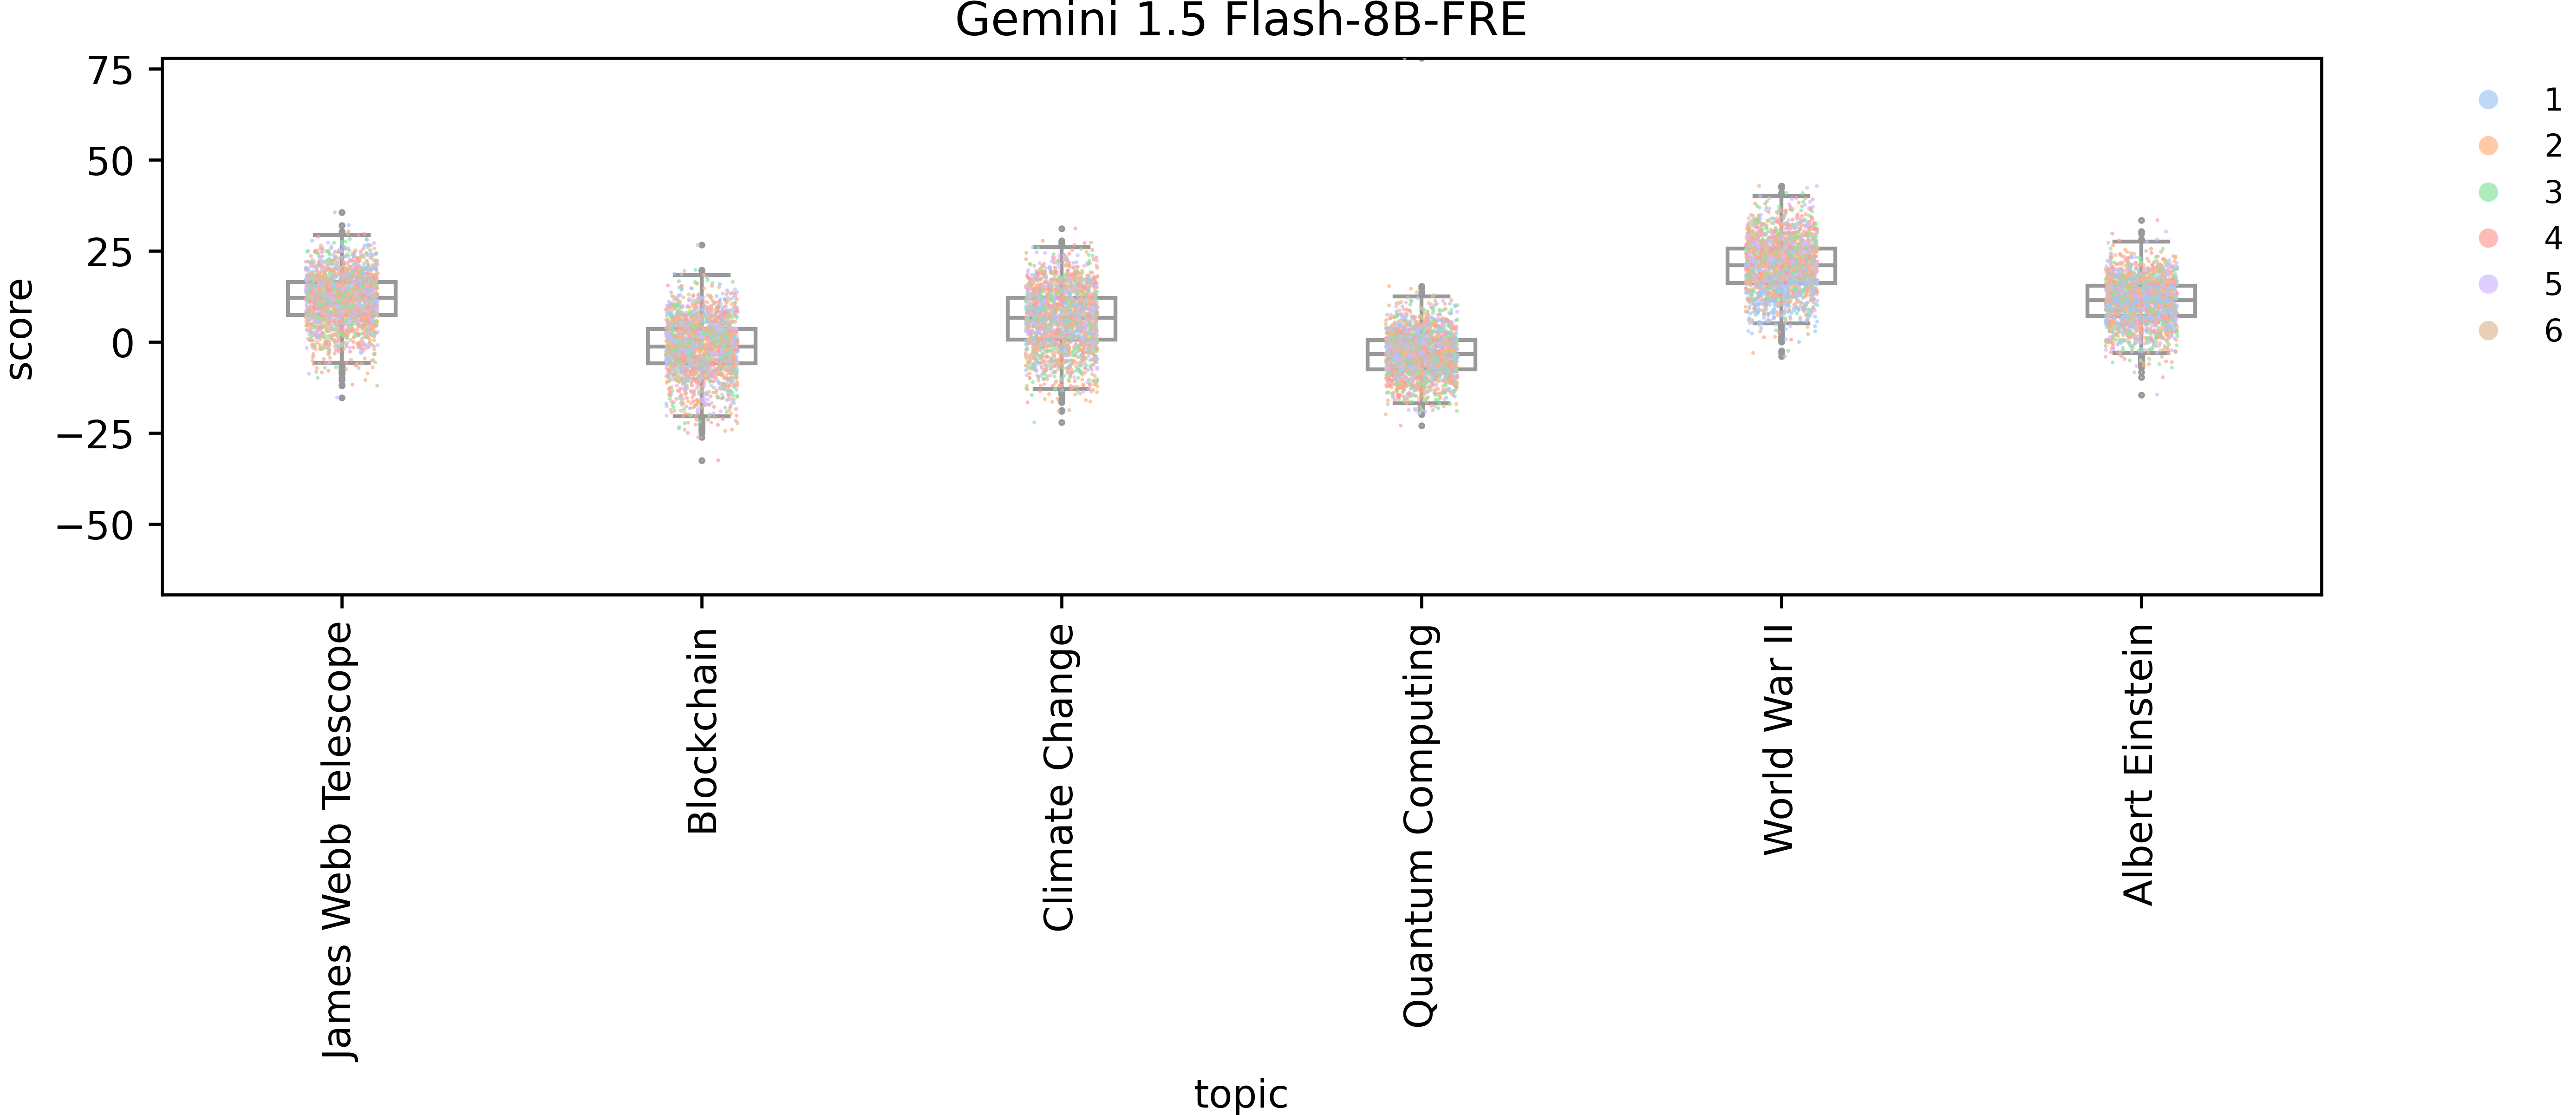 Gemini 1.5 Flash-8B-FRE
75
50
25
0
−25
−50
score
1
2
3
4
5
6
James Webb Telescope
Blockchain
Climate Change
Quantum Computing
World War II
Albert Einstein
topic